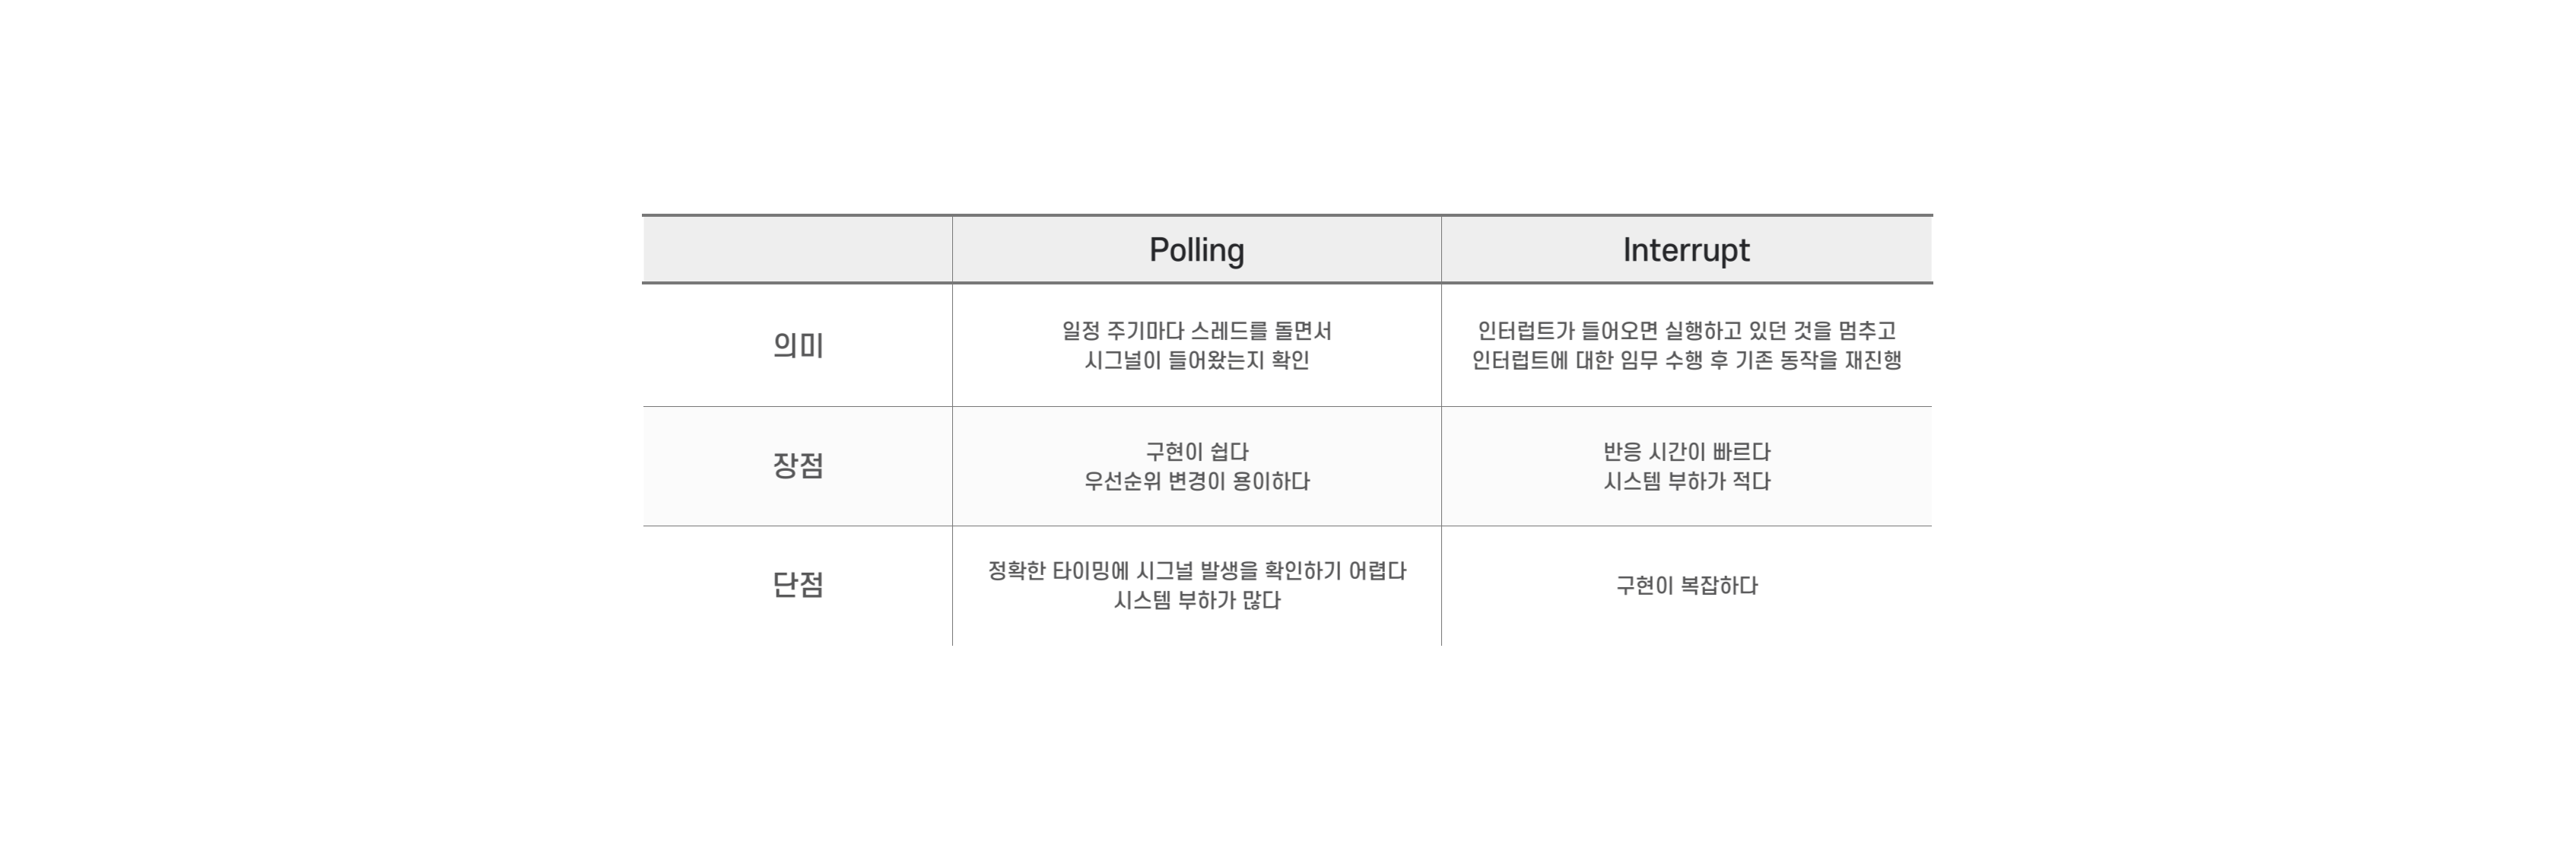 Polling
Interrupt
의미
일정 주기마다 스레드를 돌면서
시그널이 들어왔는지 확인
인터럽트가 들어오면 실행하고 있던 것을 멈추고
인터럽트에 대한 임무 수행 후 기존 동작을 재진행
장점
구현이 쉽다
우선순위 변경이 용이하다
반응 시간이 빠르다
시스템 부하가 적다
단점
정확한 타이밍에 시그널 발생을 확인하기 어렵다
시스템 부하가 많다
구현이 복잡하다